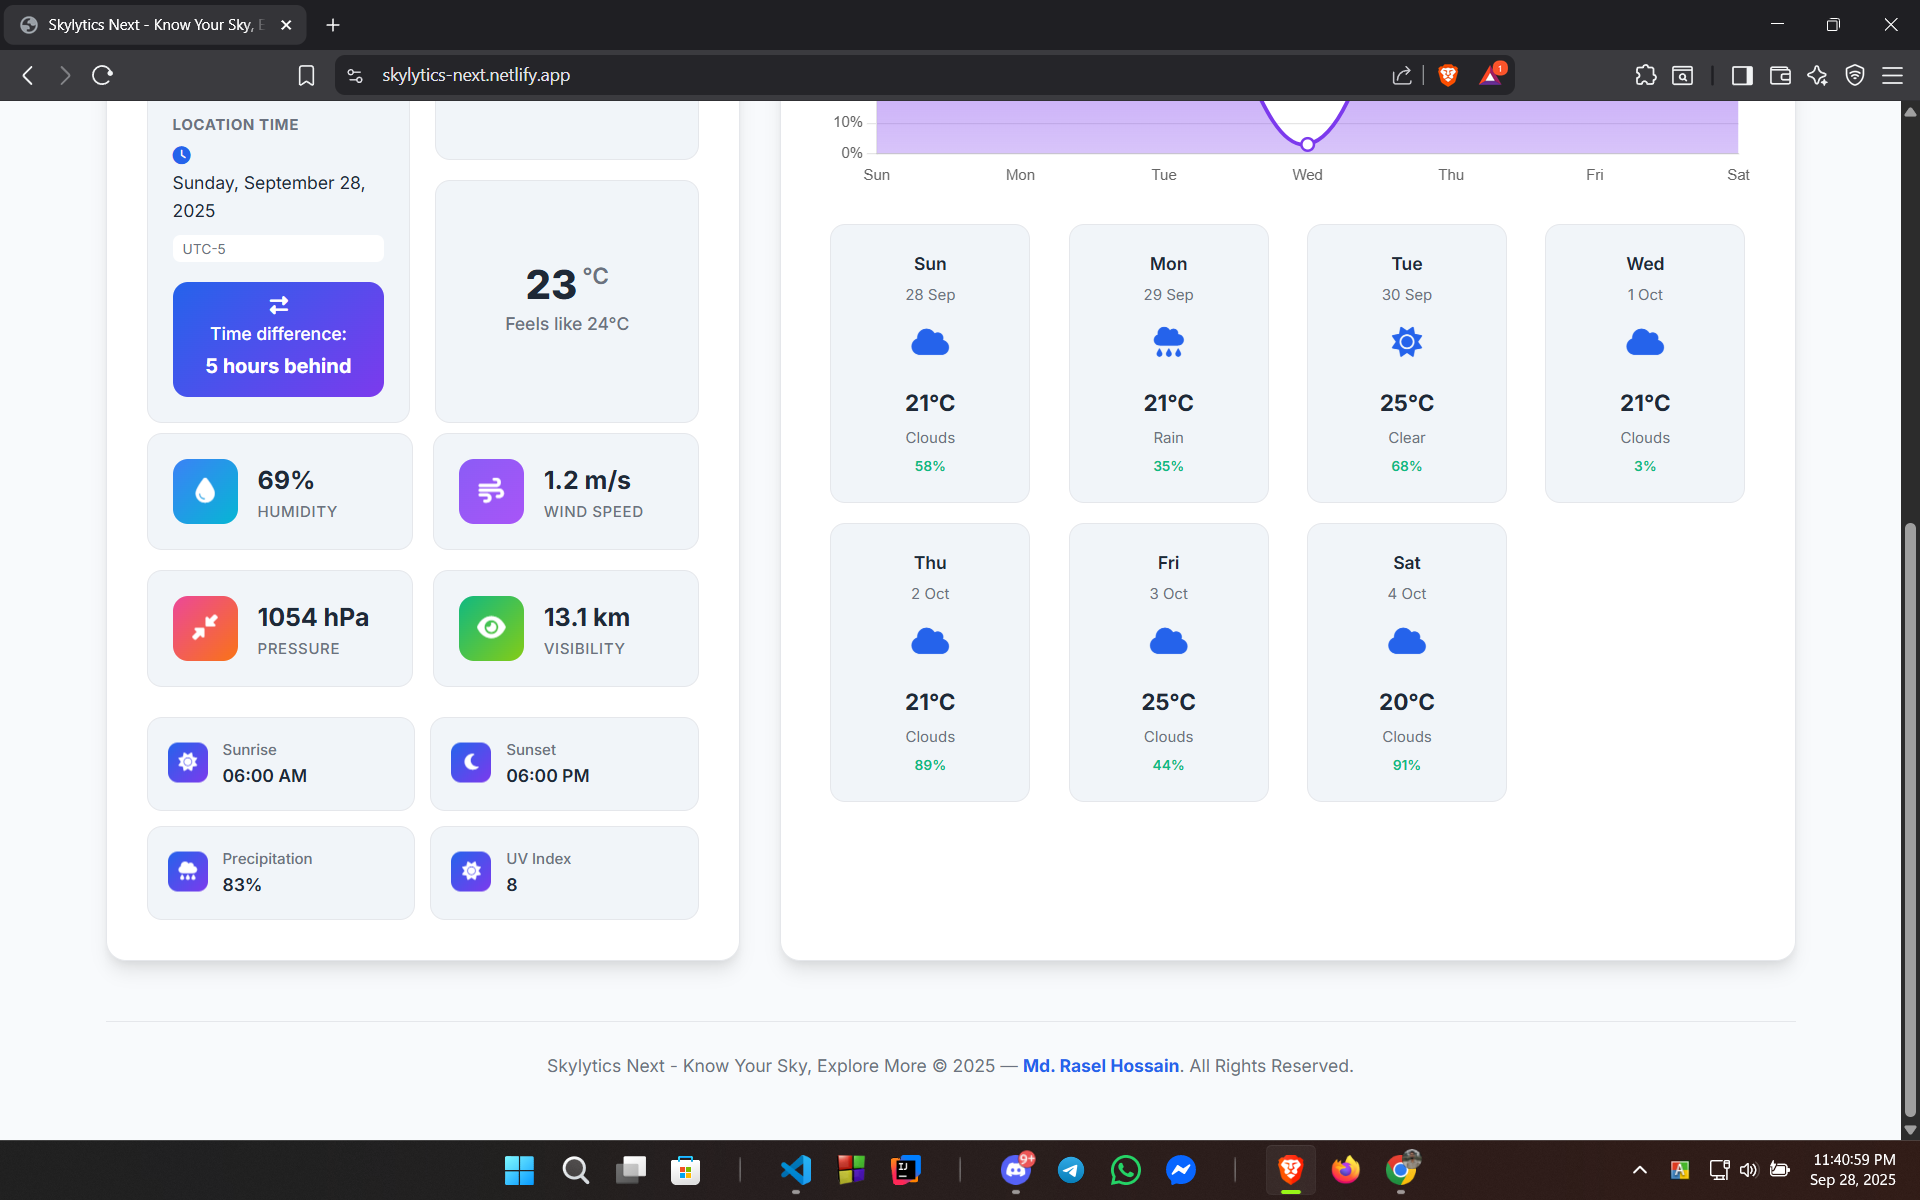 Skylytics Next - Know Your Sky, E
skylytics-next.netlify.app
1
LOCATION TIME
Sunday, September 28,
2025
UTC-5
Time difference:
5 hours behind
23 °C
Feels like 24°C
69%
HUMIDITY
1.2 m/s
WIND SPEED
1054 hPa
PRESSURE
13.1 km
VISIBILITY
Sunrise
06:00 AM
Sunset
06:00 PM
Precipitation
83%
UV Index
8
10%
0%
Sun Mon Tue Wed Thu Fri Sat
Sun
28 Sep
21°C
Clouds
58%
Mon
29 Sep
21°C
Rain
35%
Tue
30 Sep
25°C
Clear
68%
Wed
1 Oct
21°C
Clouds
3%
Thu
2 Oct
21°C
Clouds
89%
Fri
3 Oct
25°C
Clouds
44%
Sat
4 Oct
20°C
Clouds
91%
Skylytics Next - Know Your Sky, Explore More © 2025 — Md. Rasel Hossain. All Rights Reserved.
IJ
9+
A
11:40:59 PM
Sep 28, 2025